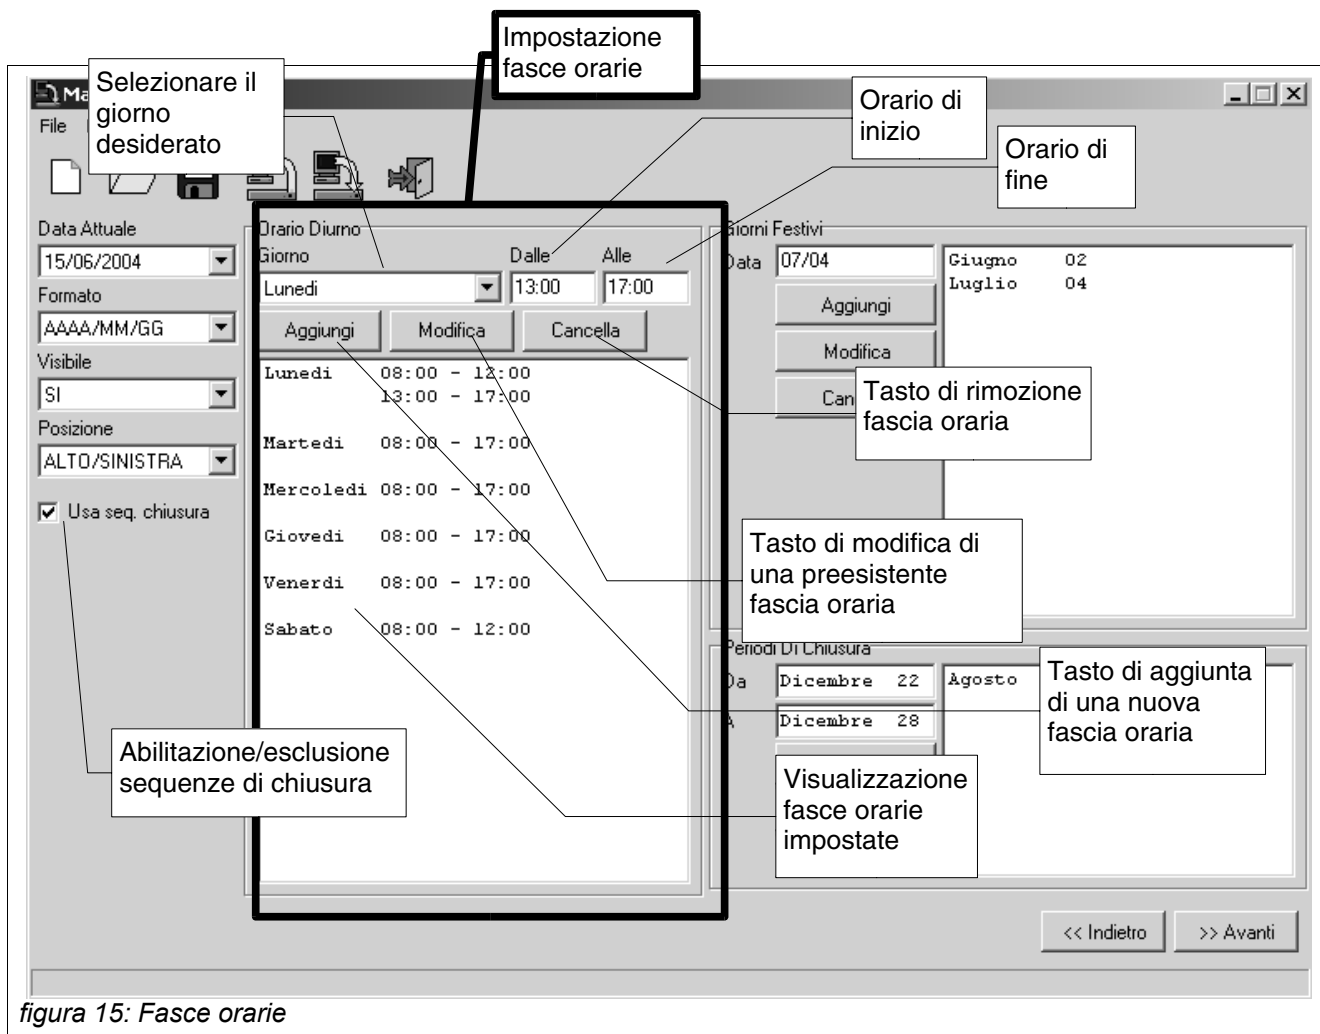 Impostazione
fasce orarie
Selezionare il
giorno
desiderato
Orario di
inizio
Orario di
fine
Ma
File
Data Attuale
15/06/2004
Formato
AAAA/MM/GG
Visibile
SI
Posizione
ALTO/SINISTRA
Usa seq. chiusura
Abilitazione/esclusione
sequenze di chiusura
Orario Diurno
Giorno Dalle Alle
Lunedi 13:00 17:00
Aggiungi Modifica Cancella
Lunedi 08:00 - 12:00
13:00 - 17:00
Martedi 08:00 - 17:00
Mercoledi 08:00 - 17:00
Giovedi 08:00 - 17:00
Venerdi 08:00 - 17:00
Sabato 08:00 - 12:00
Giorni Festivi
Data 07/04
Aggiungi
Modifica
Can
Giugno 02
Luglio 04
Tasto di rimozione
fascia oraria
Tasto di modifica di
una preesistente
fascia oraria
Periodi Di Chiusura
Da Dicembre 22
A Dicembre 28
Agosto
Tasto di aggiunta
di una nuova
fascia oraria
Visualizzazione
fasce orarie
impostate
<< Indietro >> Avanti
figura 15: Fasce orarie